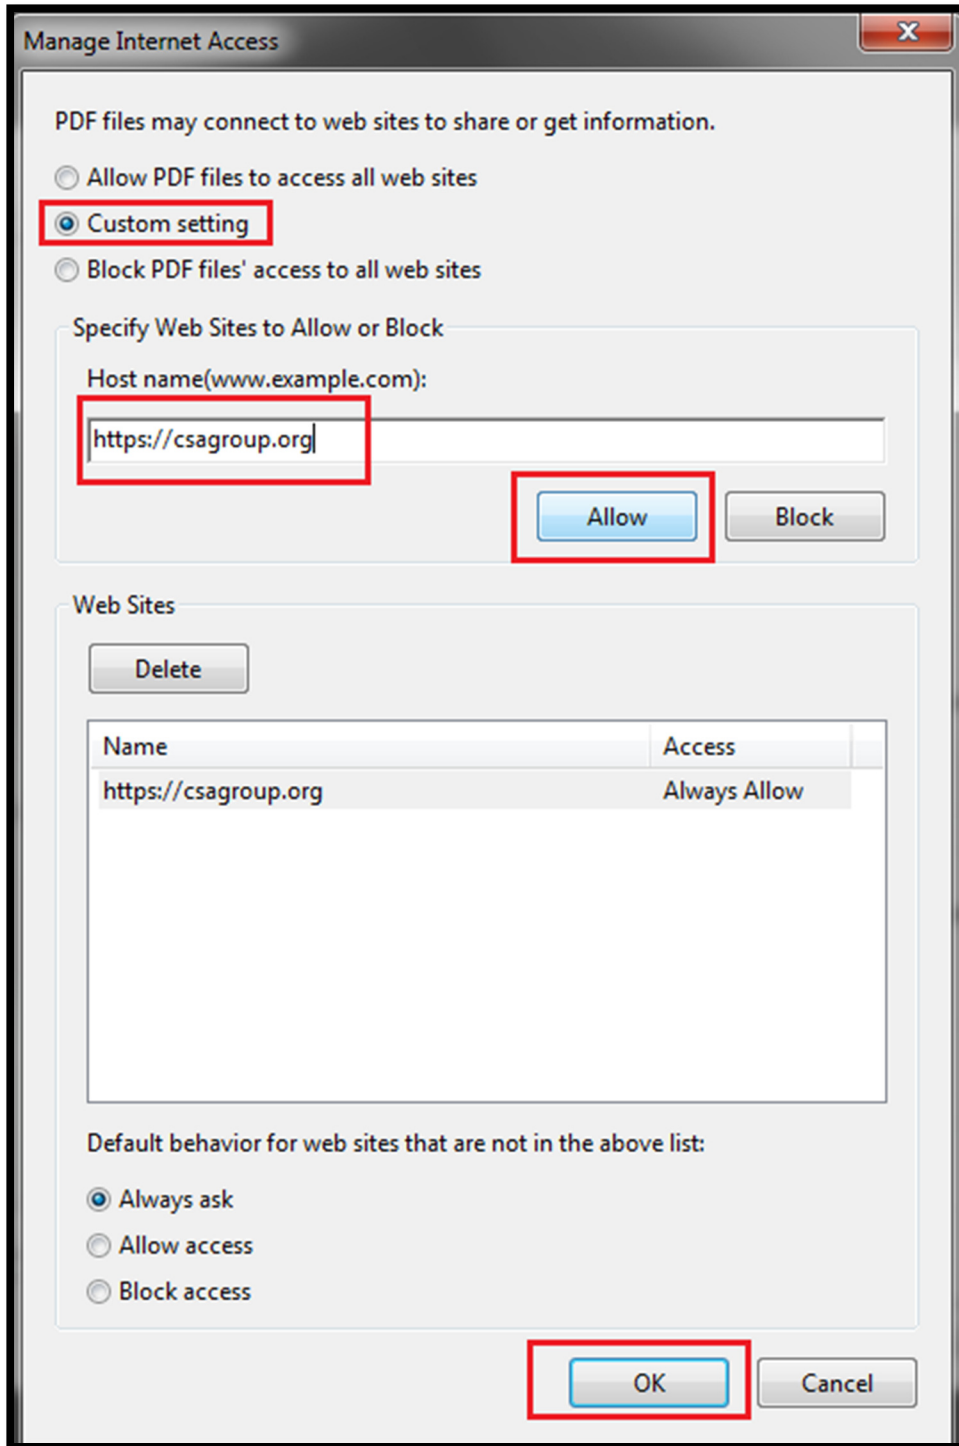 Manage Internet Access
PDF files may connect to web sites to share or get information.
Allow PDF files to access all web sites
Custom setting
Block PDF files' access to all web sites
Specify Web Sites to Allow or Block
Host name(www.example.com):
https://csagroup.org
Allow Block
Web Sites
Delete
Name Access
https://csagroup.org Always Allow
Default behavior for web sites that are not in the above list:
Always ask
Allow access
Block access
OK Cancel